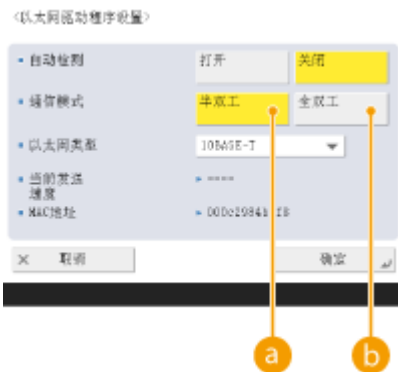 <以太网驱动程序设置>
自动检测 打开 关闭
通信模式 半双工 全双工
以太网类型 10BASE-T
当前发送
速度 ----
MAC地址
× 取消 确定
a b